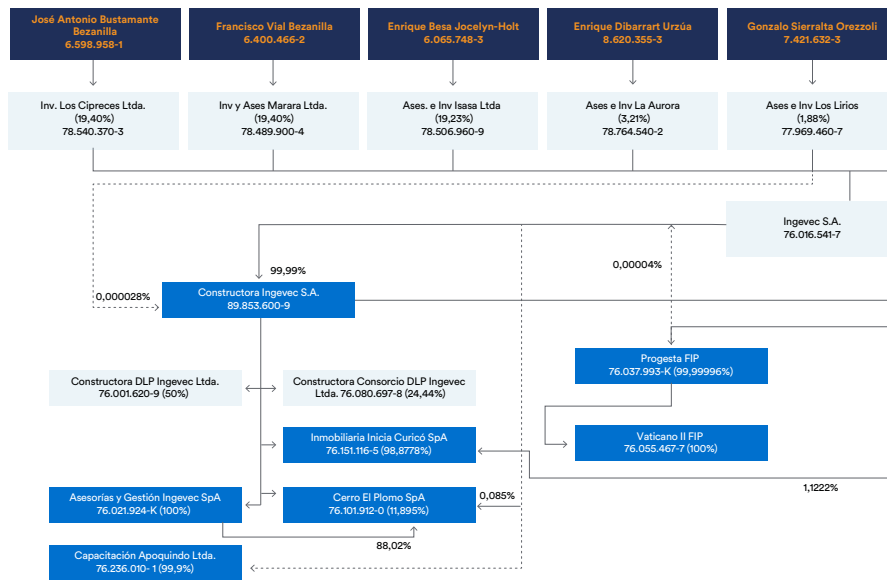 José Antonio Bustamante
Bezanilla
6.598.958-1
Francisco Vial Bezanilla
6.400.466-2
Enrique Besa Jocelyn-Holt
6.065.748-3
Enrique Dibarrart Urzúa
8.620.355-3
Gonzalo Sierralta Orezzoli
7.421.632-3
Inv. Los Cipreces Ltda.
(19,40%)
78.540.370-3
Inv y Ases Marara Ltda.
(19,40%)
78.489.900-4
Ases. e Inv Isasa Ltda
(19,23%)
78.506.960-9
Ases e Inv La Aurora
(3,21%)
78.764.540-2
Ases e Inv Los Lirios
(1,88%)
77.969.460-7
Ingevec S.A.
76.016.541-7
99,99%
0,00004%
0,000028%
Constructora Ingevec S.A.
89.853.600-9
Progesta FIP
76.037.993-K (99,99996%)
Constructora DLP Ingevec Ltda.
76.001.620-9 (50%)
Constructora Consorcio DLP Ingevec
Ltda. 76.080.697-8 (24,44%)
Inmobiliaria Inicia Curicó SpA
76.151.116-5 (98,8778%)
Vaticano II FIP
76.055.467-7 (100%)
1,1222%
Asesorías y Gestión Ingevec SpA
76.021.924-K (100%)
Cerro El Plomo SpA
76.101.912-0 (11,895%)
0,085%
88,02%
Capacitación Apoquindo Ltda.
76.236.010- 1 (99,9%)